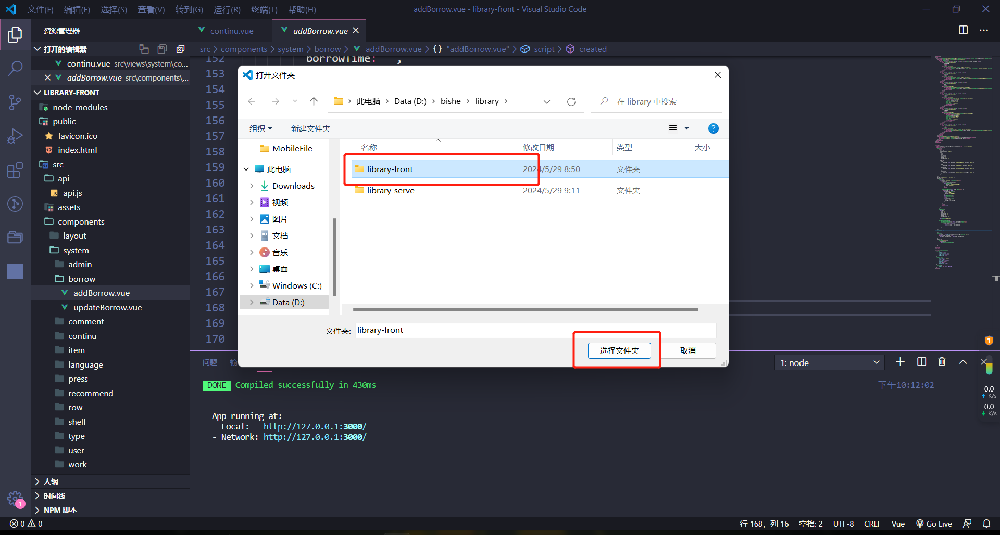 文件(F) 编辑(E) 选择(S) 查看(V) 转到(G) 运行(R) 终端(T) 帮助(H)
addBorrow.vue - library-front - Visual Studio Code
资源管理器
continu.vue
addBorrow.vue
打开的编辑器
src > components > system > borrow > addBorrow.vue > {} "addBorrow.vue" > script > created
continu.vue src\views\system\co...
addBorrow.vue src\components\...
LIBRARY-FRONT
node_modules
public
favicon.ico
index.html
src
api
api.js
assets
components
layout
system
admin
borrow
addBorrow.vue
updateBorrow.vue
comment
continu
item
language
press
recommend
row
shelf
type
user
work
大纲
时间线
NPM 脚本
152 borrowTime: ,
153
154
155
156
157
158
159
160
161
162
163
164
165
166
167
168
169
170
打开文件夹
此电脑 > Data (D:) > bishe > library >
在 library 中搜索
组织
新建文件夹
MobileFile
此电脑
Downloads
视频
图片
文档
音乐
桌面
Windows (C:)
Data (D:)
名称 修改日期 类型 大小
library-front 2024/5/29 8:50 文件夹
library-serve 2024/5/29 9:11 文件夹
文件夹: library-front
选择文件夹 取消
问题 输
1: node
DONE Compiled successfully in 430ms
下午10:12:02
App running at:
- Local: http://127.0.0.1:3000/
- Network: http://127.0.0.1:3000/
1
0.0
K/s
0.0
K/s
1
0 0
行 168，列 16 空格: 2 UTF-8 CRLF Vue Go Live